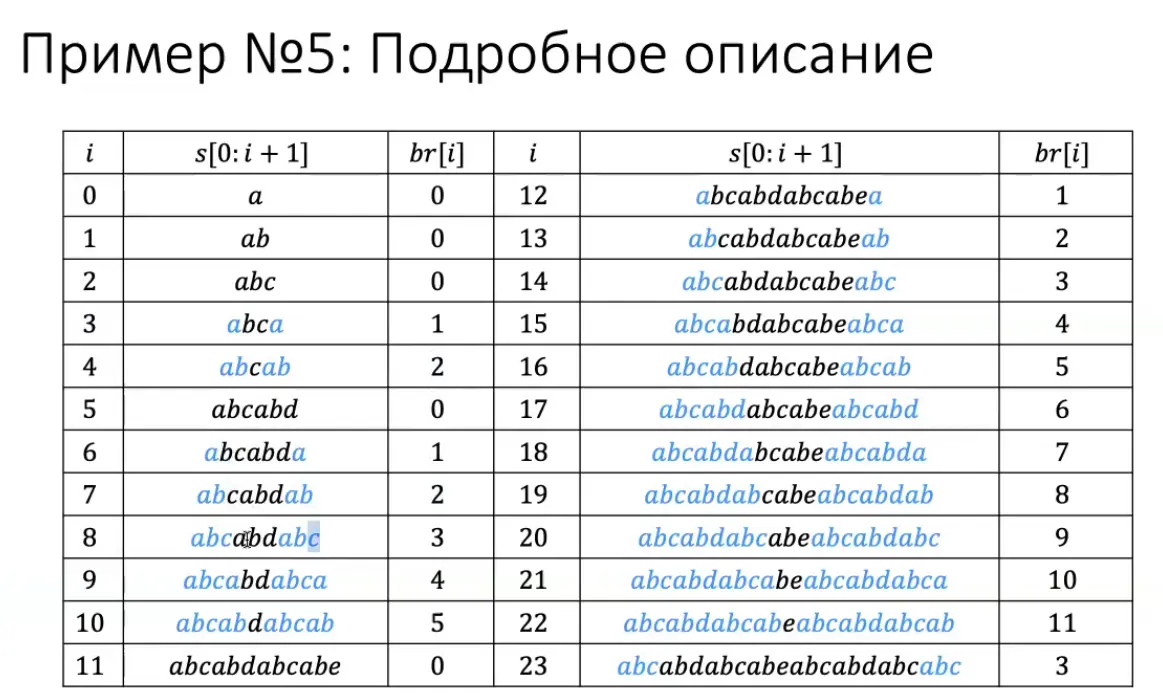 Пример №5: Подробное описание
i s[0: i + 1] br[i] i s[0: i + 1] br[i]
0 a 0 12 abcabdabcabea 1
1 ab 0 13 abcabdabcabeab 2
2 abc 0 14 abcabdabcabeabc 3
3 abca 1 15 abcabdabcabeabca 4
4 abcab 2 16 abcabdabcabeabcab 5
5 abcabd 0 17 abcabdabcabeabcabd 6
6 abcabda 1 18 abcabdabcabeabcabda 7
7 abcabdab 2 19 abcabdabcabeabcabdab 8
8 abcabdabc 3 20 abcabdabcabeabcabdabc 9
9 abcabdabca 4 21 abcabdabcabeabcabdabca 10
10 abcabdabcab 5 22 abcabdabcabeabcabdabcab 11
11 abcabdabcabe 0 23 abcabdabcabeabcabdabcabc 3